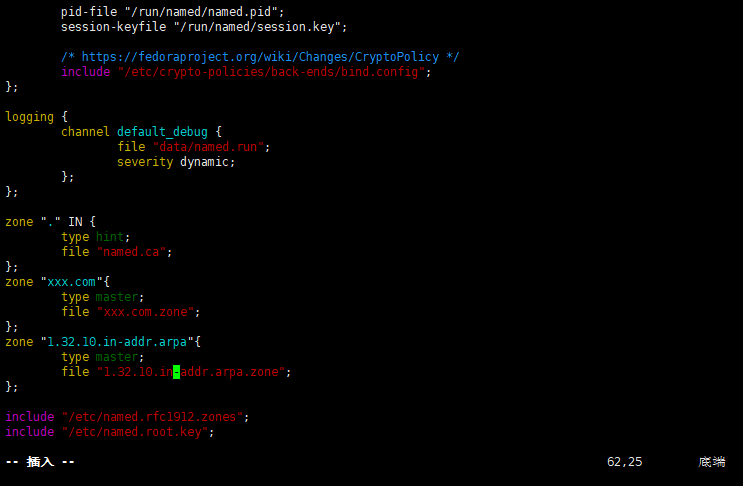 pid-file "/run/named/named.pid";
session-keyfile "/run/named/session.key";
/* https://fedoraproject.org/wiki/Changes/CryptoPolicy */
include "/etc/crypto-policies/back-ends/bind.config";
};
logging {
channel default_debug {
file "data/named.run";
severity dynamic;
};
};
zone "." IN {
type hint;
file "named.ca";
};
zone "xxx.com"{
type master;
file "xxx.com.zone";
};
zone "1.32.10.in-addr.arpa"{
type master;
file "1.32.10.in-addr.arpa.zone";
};
include "/etc/named.rfc1912.zones";
include "/etc/named.root.key";
-- 插入 -- 62,25 底端